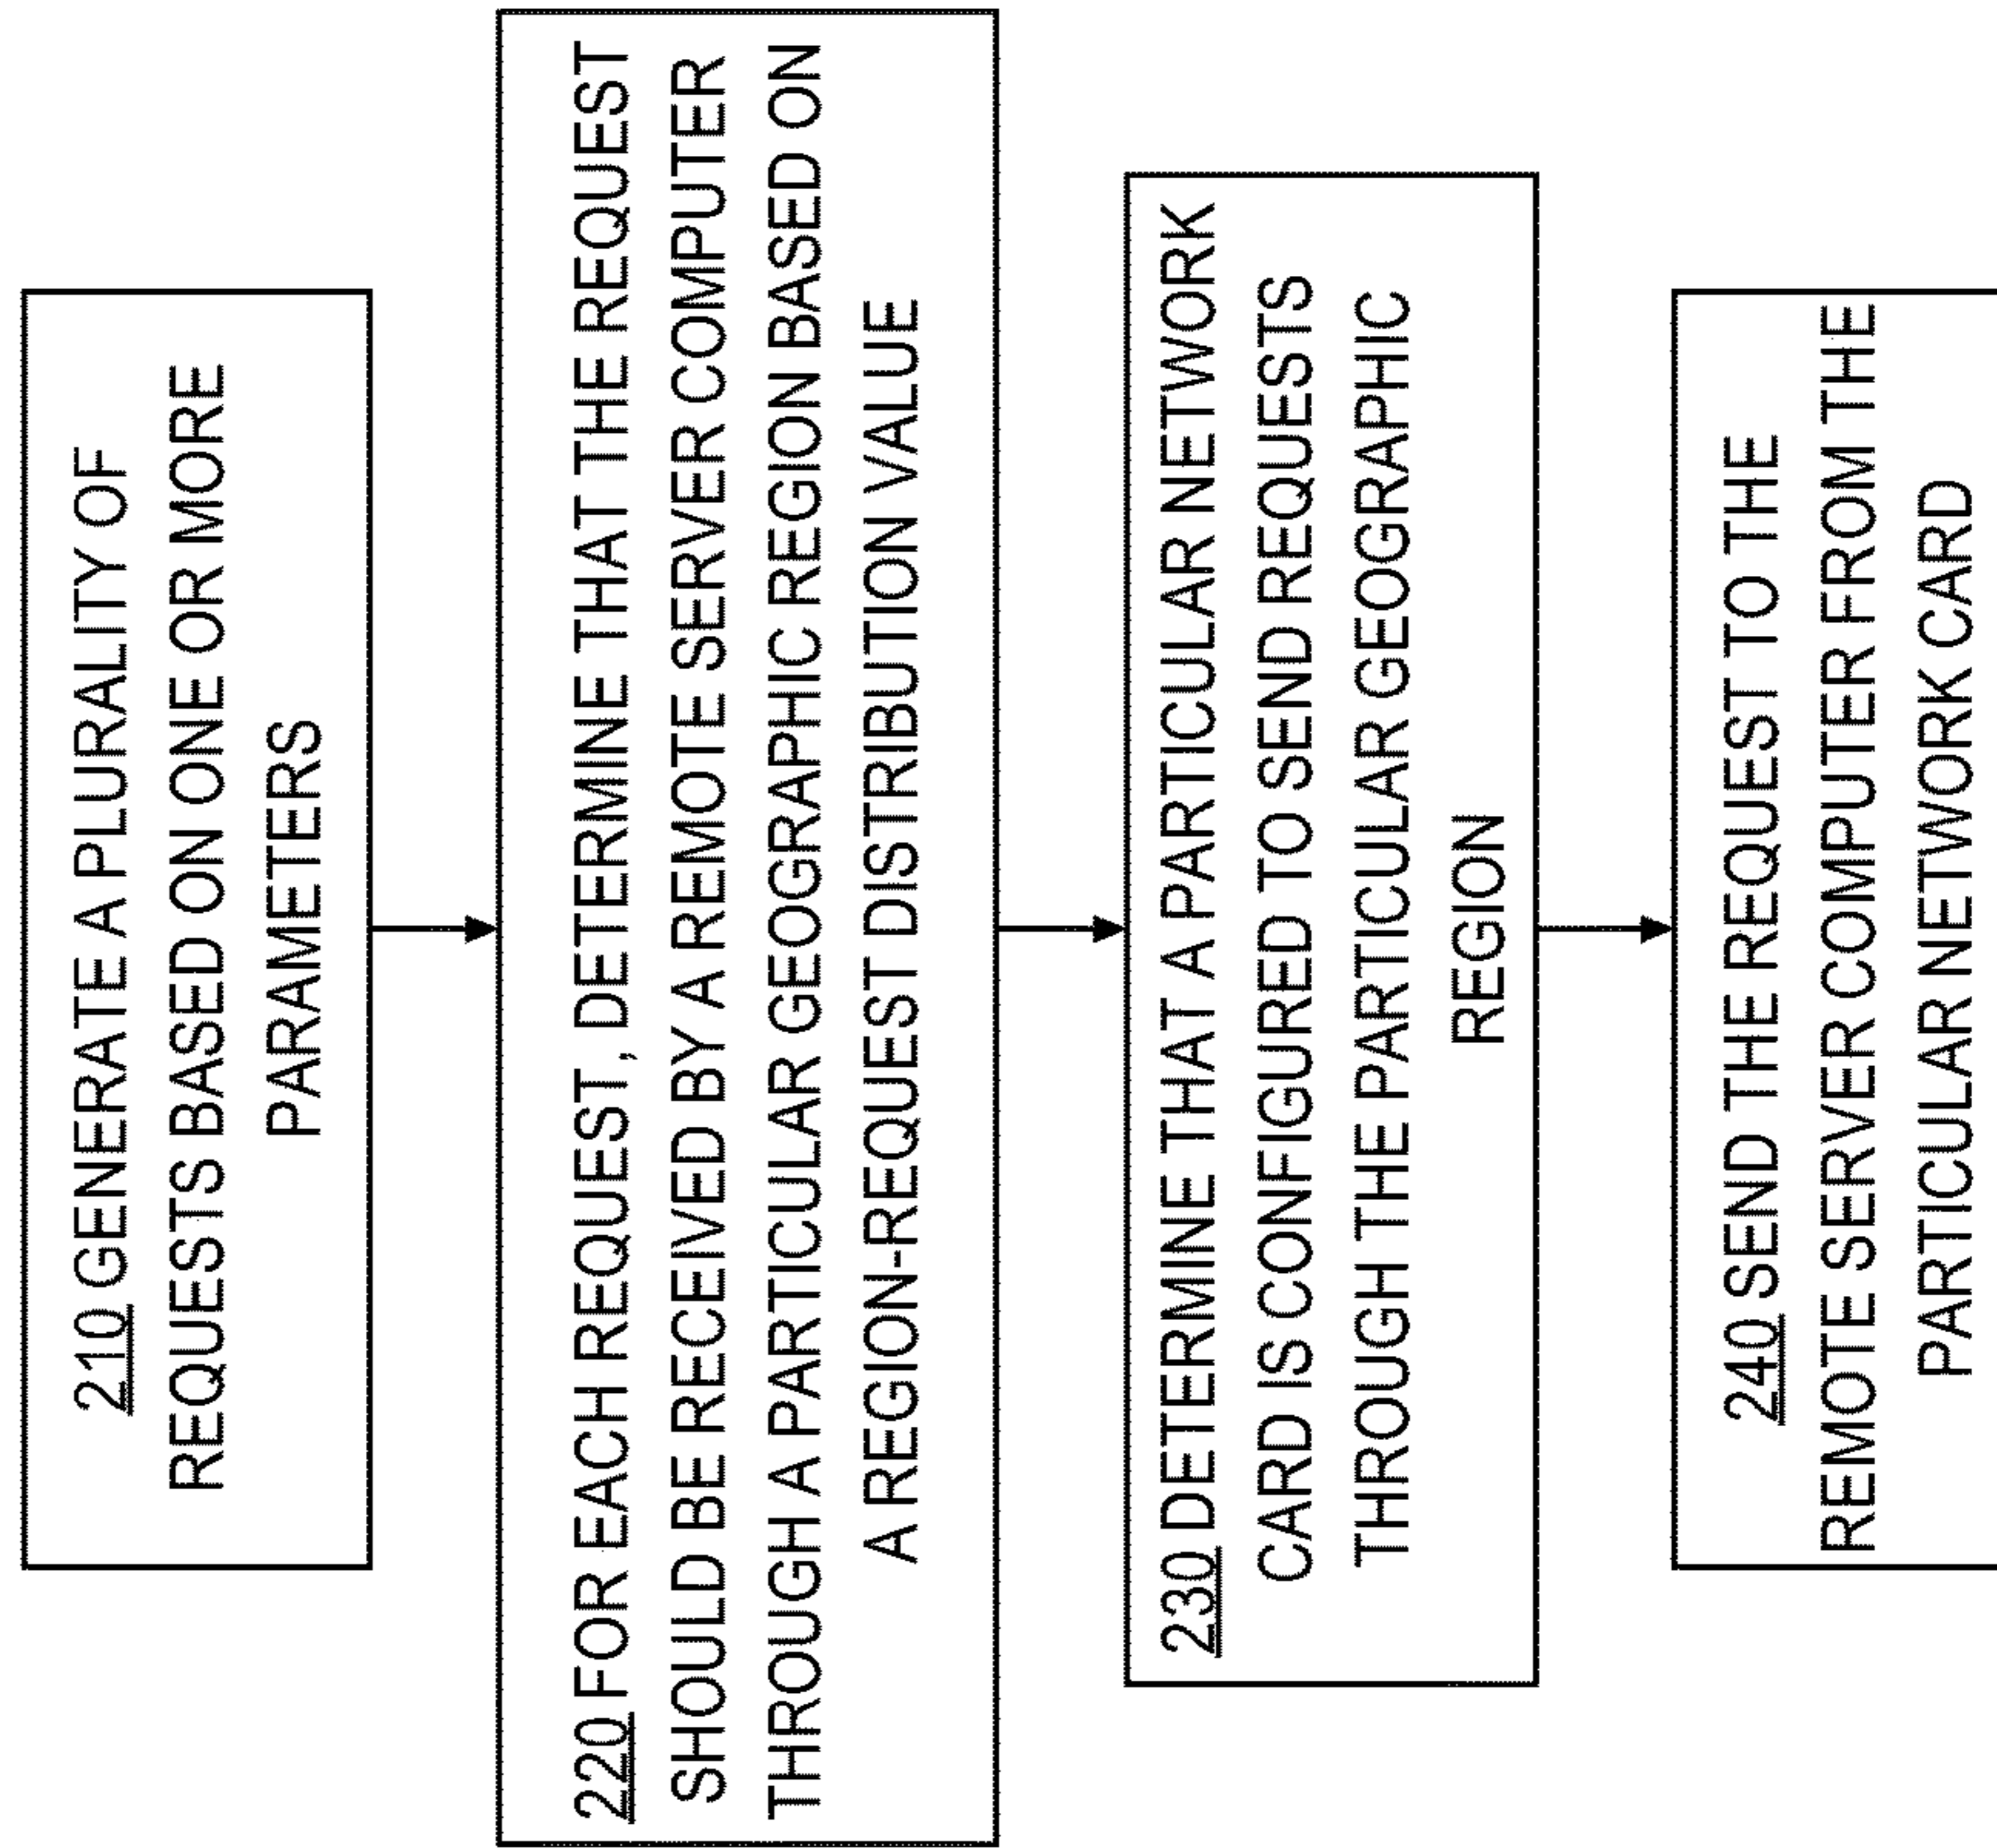 210 GENERATE A PLURALITY OF
REQUESTS BASED ON ONE OR MORE
PARAMETERS
220 FOR EACH REQUEST, DETERMINE THAT THE REQUEST
SHOULD BE RECEIVED BY A REMOTE SERVER COMPUTER
THROUGH A PARTICULAR GEOGRAPHIC REGION BASED ON
A REGION-REQUEST DISTRIBUTION VALUE
230 DETERMINE THAT A PARTICULAR NETWORK
CARD IS CONFIGURED TO SEND REQUESTS
THROUGH THE PARTICULAR GEOGRAPHIC
REGION
240 SEND THE REQUEST TO THE
REMOTE SERVER COMPUTER FROM THE
PARTICULAR NETWORK CARD